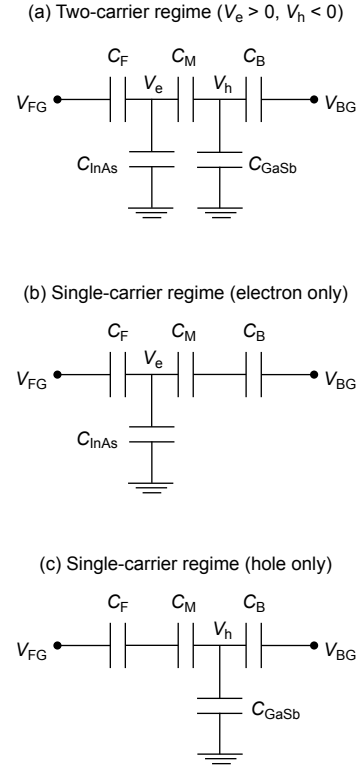 (a) Two-carrier regime (Ve > 0, Vh < 0)
CF CM CB
Ve Vh
VFG VBG
CInAs CGaSb
(b) Single-carrier regime (electron only)
CF CM CB
Ve
VFG VBG
CInAs
(c) Single-carrier regime (hole only)
CF CM CB
Vh
VFG VBG
CGaSb